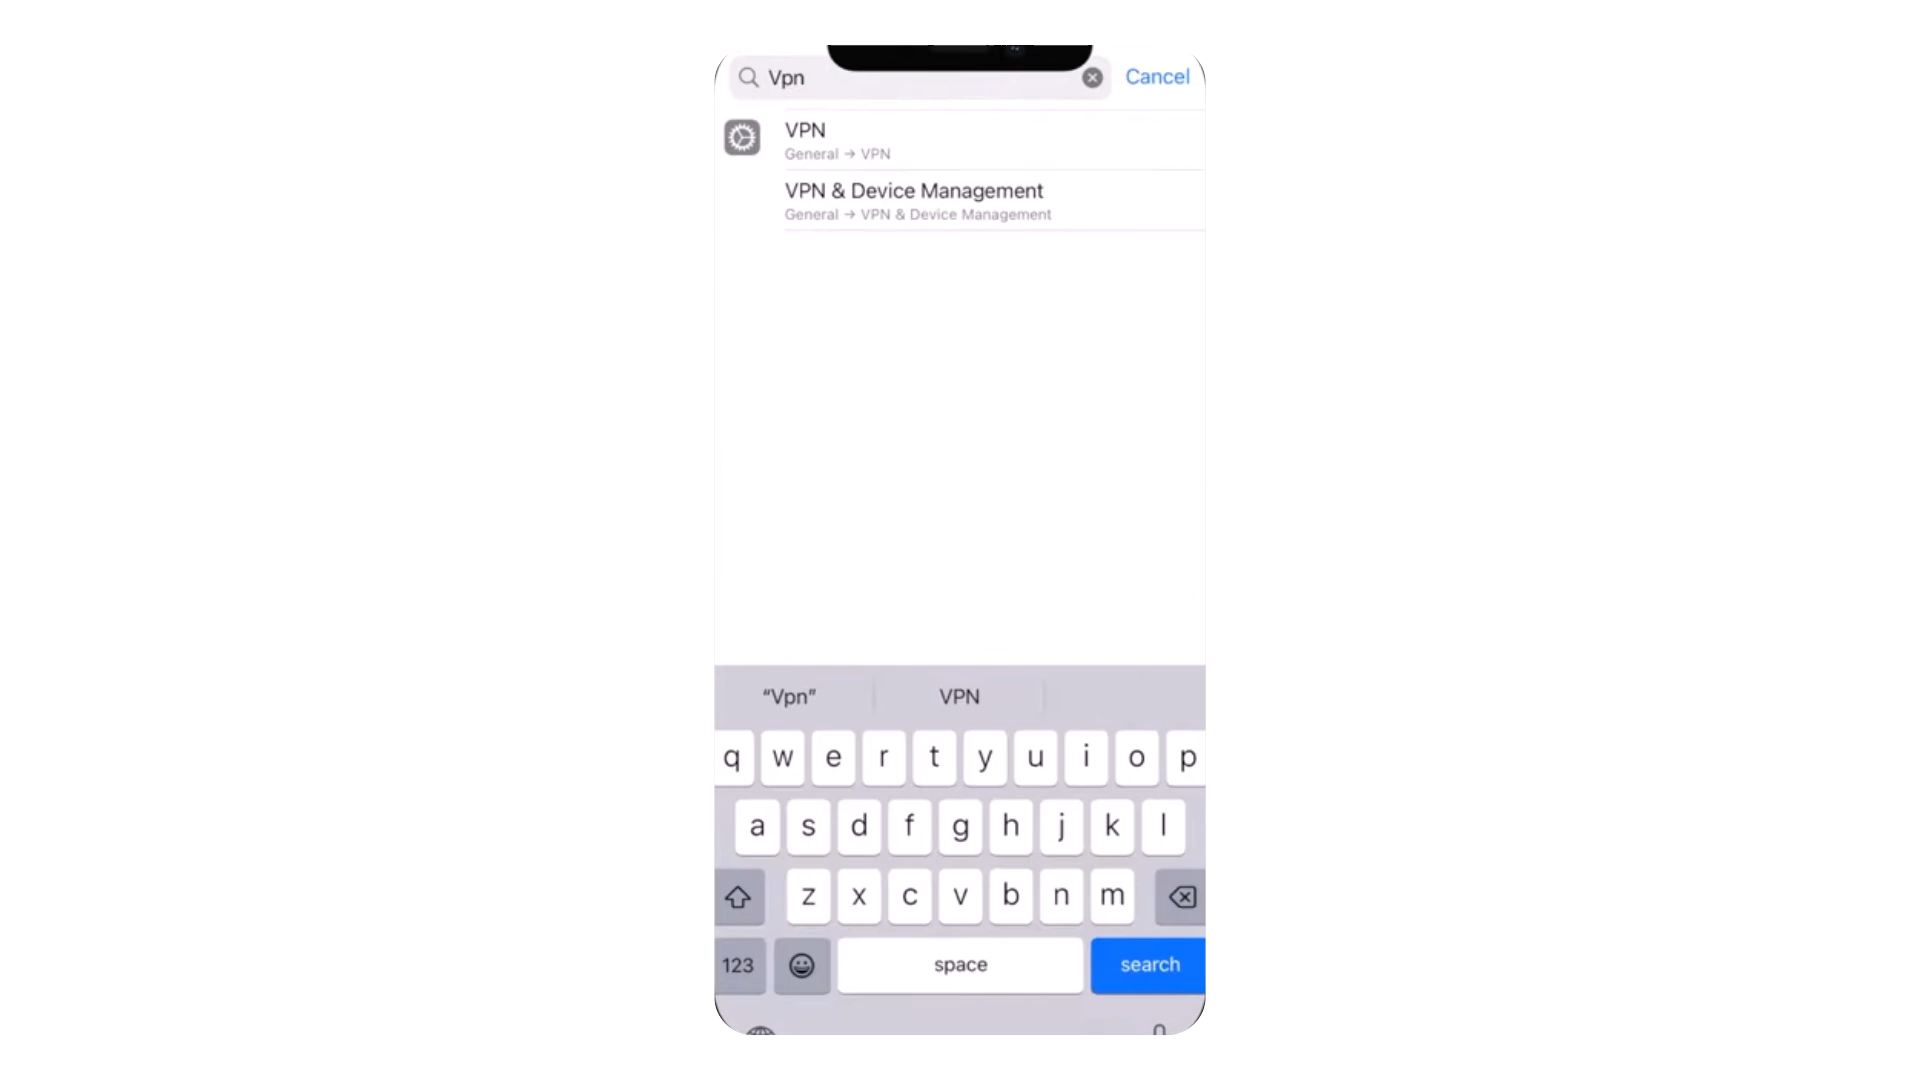 Vpn Cancel
VPN
General → VPN
VPN & Device Management
General → VPN & Device Management
“Vpn” VPN
q w e r t y u i o p
a s d f g h j k l
z x c v b n m
123 space search